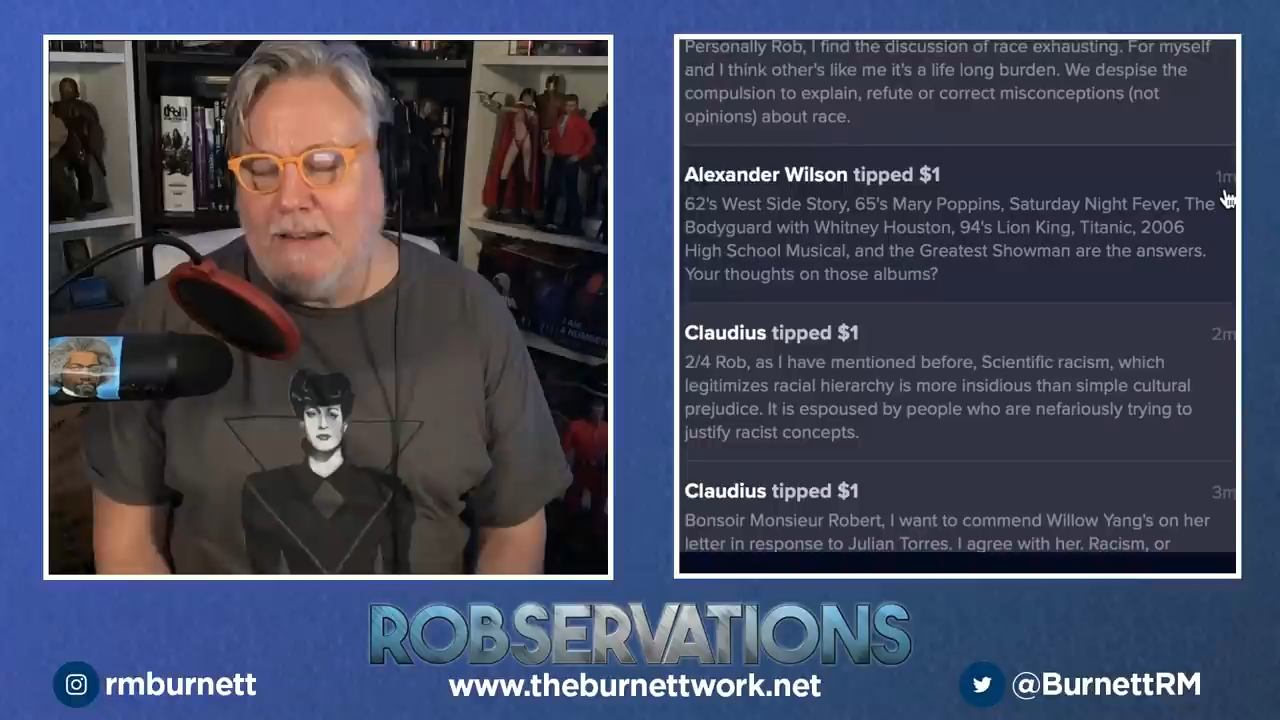 Personally Rob, I find the discussion of race exhausting. For myself
and I think other's like me it's a life long burden. We despise the
compulsion to explain, refute or correct misconceptions (not
opinions) about race.
Alexander Wilson tipped $1
1m
62's West Side Story, 65's Mary Poppins, Saturday Night Fever, The
Bodyguard with Whitney Houston, 94's Lion King, Titanic, 2006
High School Musical, and the Greatest Showman are the answers.
Your thoughts on those albums?
Claudius tipped $1
2m
2/4 Rob, as I have mentioned before, Scientific racism, which
legitimizes racial hierarchy is more insidious than simple cultural
prejudice. It is espoused by people who are nefariously trying to
justify racist concepts.
Claudius tipped $1
3m
Bonsoir Monsieur Robert, I want to commend Willow Yang's on her
letter in response to Julian Torres. I agree with her. Racism, or
ROBSERVATIONS
rmburnett
www.theburnettwork.net
@BurnettRM